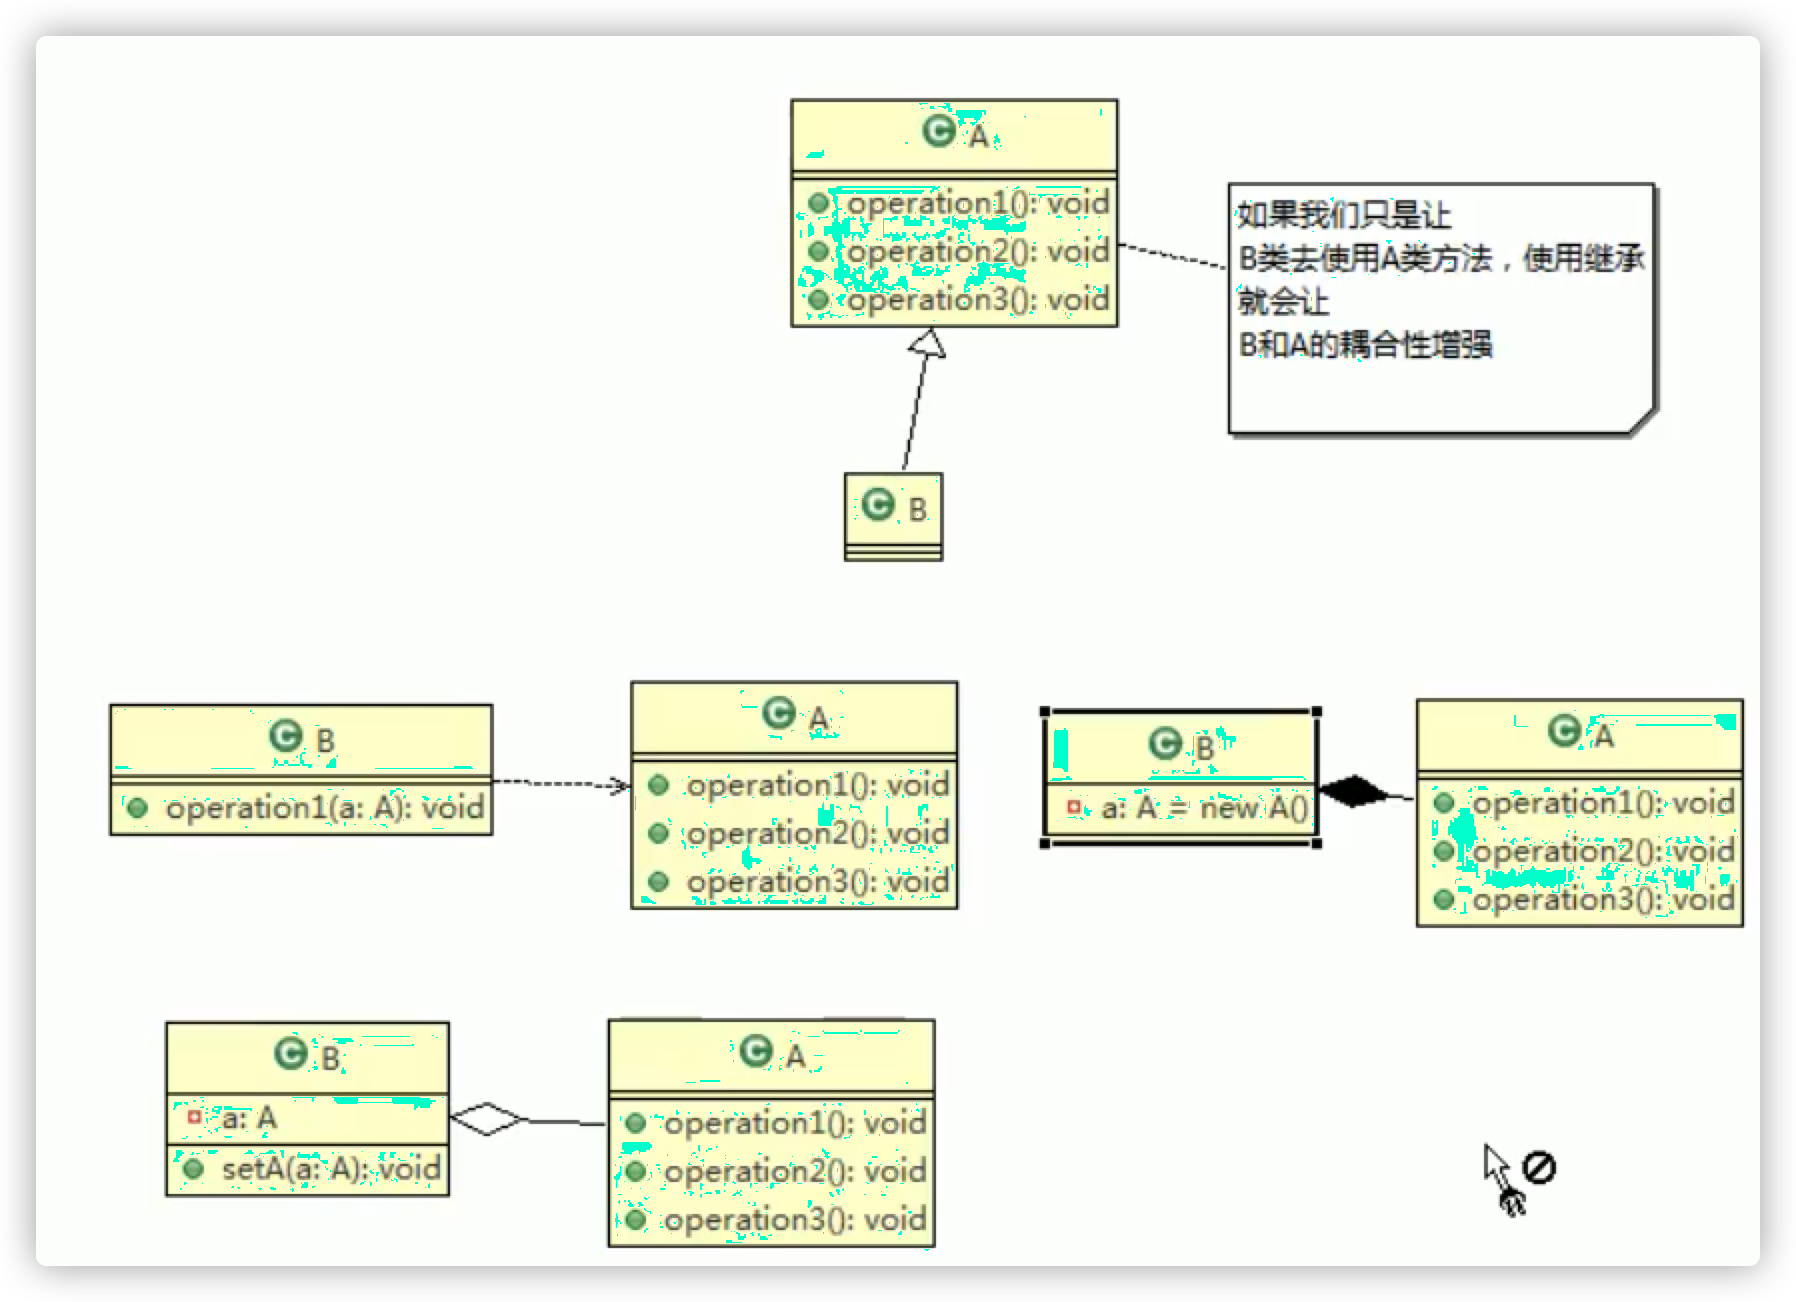 A
operation1(): void
operation2(): void
operation3(): void
如果我们只是让
B类去使用A类方法，使用继承
就会让
B和A的耦合性增强
B
B
operation1(a: A): void
A
operation1(): void
operation2(): void
operation3(): void
B
a: A = new A()
A
operation1(): void
operation2(): void
operation3(): void
B
a: A
setA(a: A): void
A
operation1(): void
operation2(): void
operation3(): void